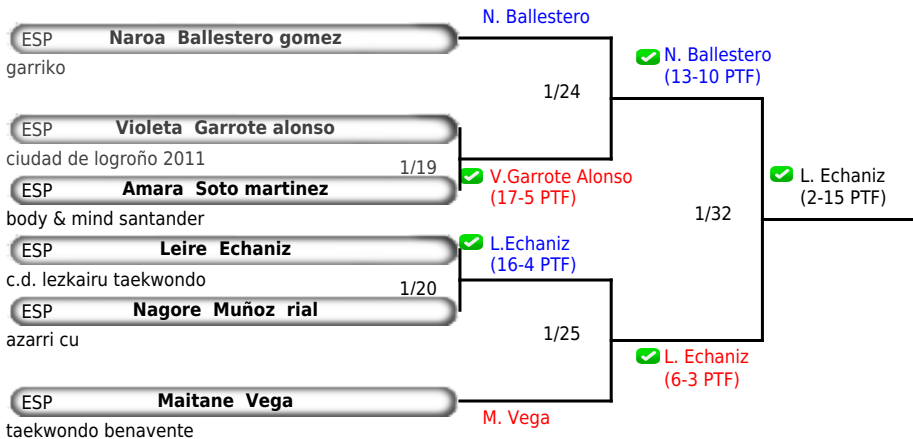 N. Ballestero
ESP Naroa Ballestero gomez
garriko
N. Ballestero
(13-10 PTF)
1/24
ESP Violeta Garrote alonso
ciudad de logroño 2011
1/19
V.Garrote Alonso
(17-5 PTF)
ESP Amara Soto martinez
body & mind santander
L. Echaniz
(2-15 PTF)
1/32
ESP Leire Echaniz
c.d. lezkairu taekwondo
L.Echaniz
(16-4 PTF)
1/20
ESP Nagore Muñoz rial
azarri cu
1/25
L. Echaniz
(6-3 PTF)
ESP Maitane Vega
taekwondo benavente
M. Vega